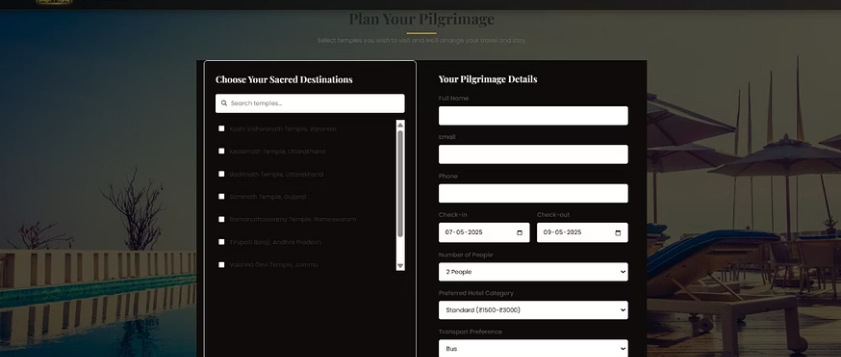 Plan Your Pilgrimage
Select temples you wish to visit and we'll arrange your travel and stay
Choose Your Sacred Destinations
Search temples...
Kashi Vishwanath Temple, Varanasi
Kedarnath Temple, Uttarakhand
Badrinath Temple, Uttarakhand
Somnath Temple, Gujarat
Ramanathaswamy Temple, Rameswaram
Tirupati Balaji, Andhra Pradesh
Vaishno Devi Temple, Jammu
Your Pilgrimage Details
Full Name
Email
Phone
Check-in Check-out
07-05-2025 09-05-2025
Number of People
2 People
Preferred Hotel Category
Standard (₹1500-₹3000)
Transport Preference
Bus